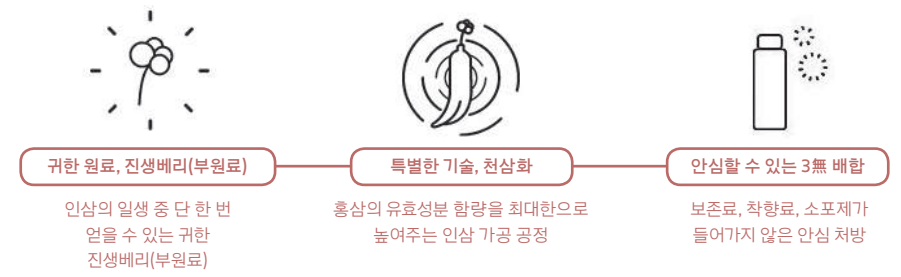 귀한 원료, 진생베리(부원료)
인삼의 일생 중 단 한 번
얻을 수 있는 귀한
진생베리(부원료)
특별한 기술, 천삼화
홍삼의 유효성분 함량을 최대한으로
높여주는 인삼 가공 공정
안심할 수 있는 3無 배합
보존료, 착향료, 소포제가
들어가지 않은 안심 처방